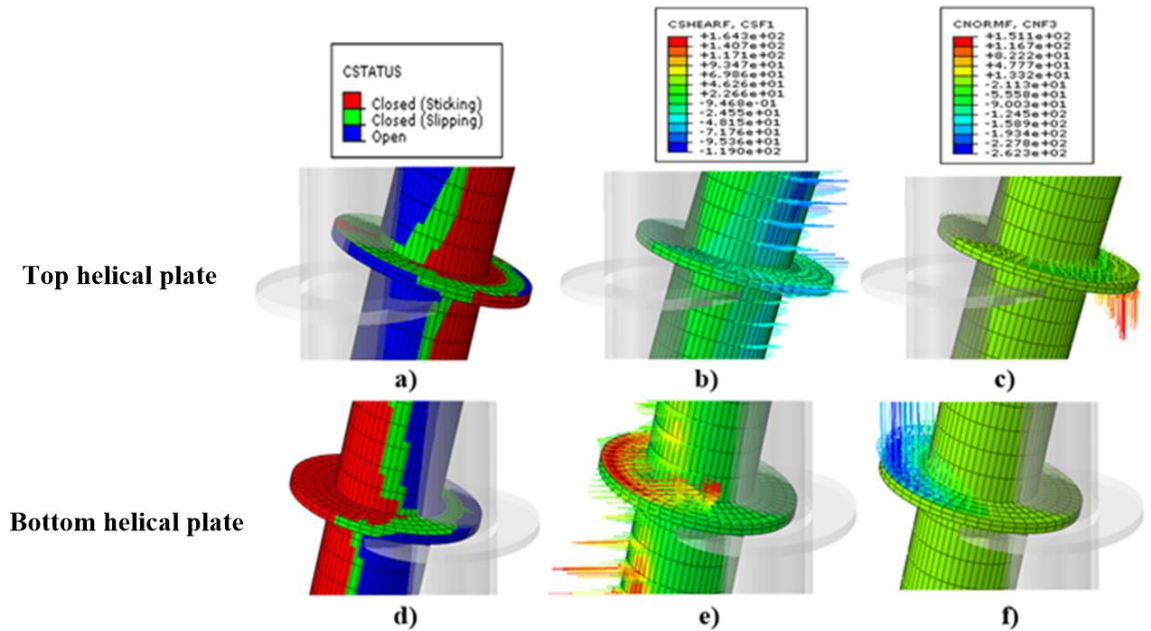 CSTATUS
Closed (Sticking)
Closed (Slipping)
Open
CSHEARF, CSF1
+1.643e+02
+1.407e+02
+1.171e+02
+9.347e+01
+6.986e+01
+4.626e+01
+2.266e+01
-9.468e-01
-2.455e+01
-4.815e+01
-7.176e+01
-9.536e+01
-1.190e+02
CNORMF, CNF3
+1.511e+02
+1.167e+02
+8.222e+01
+4.777e+01
+1.332e+01
-2.113e+01
-5.558e+01
-9.003e+01
-1.245e+02
-1.589e+02
-1.934e+02
-2.278e+02
-2.623e+02
Top helical plate
a)
b)
c)
Bottom helical plate
d)
e)
f)